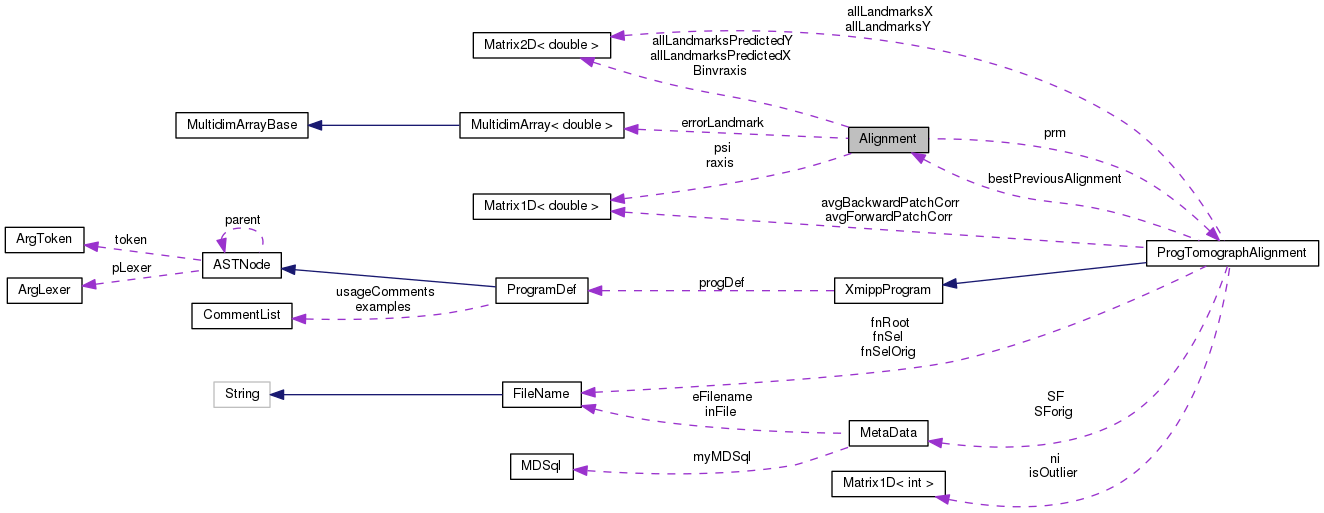 allLandmarksX
allLandmarksY
Matrix2D< double >
allLandmarksPredictedY
allLandmarksPredictedX
Binvraxis
MultidimArrayBase
MultidimArray< double >
errorLandmark
Alignment
prm
psi
raxis
bestPreviousAlignment
Matrix1D< double >
avgBackwardPatchCorr
avgForwardPatchCorr
parent
ArgToken
token
ASTNode
ProgTomographAlignment
pLexer
ArgLexer
ProgramDef
progDef
XmippProgram
usageComments
examples
CommentList
fnRoot
fnSel
fnSelOrig
String
FileName
eFilename
inFile
SF
SForig
MetaData
myMDSql
MDSql
ni
isOutlier
Matrix1D< int >